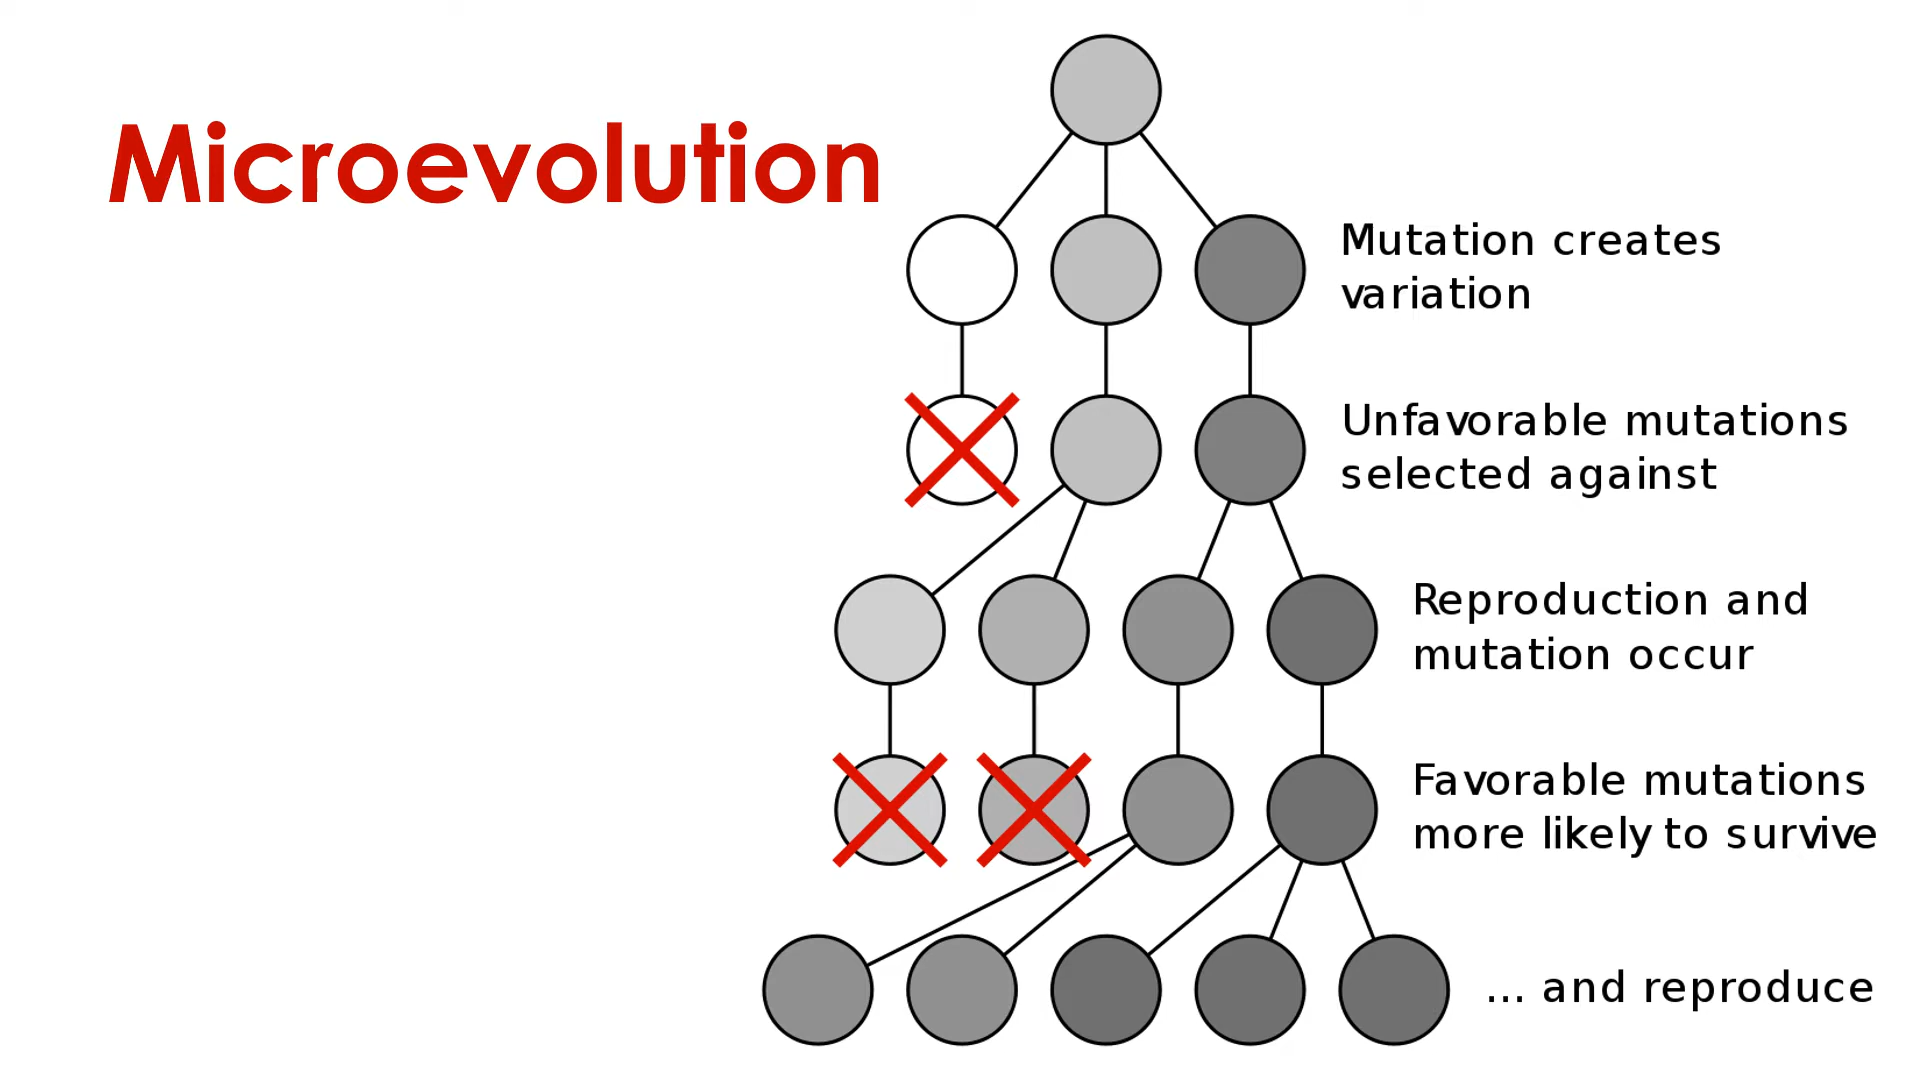 Microevolution
Mutation creates
variation
Unfavorable mutations
selected against
Reproduction and
mutation occur
Favorable mutations
more likely to survive
... and reproduce